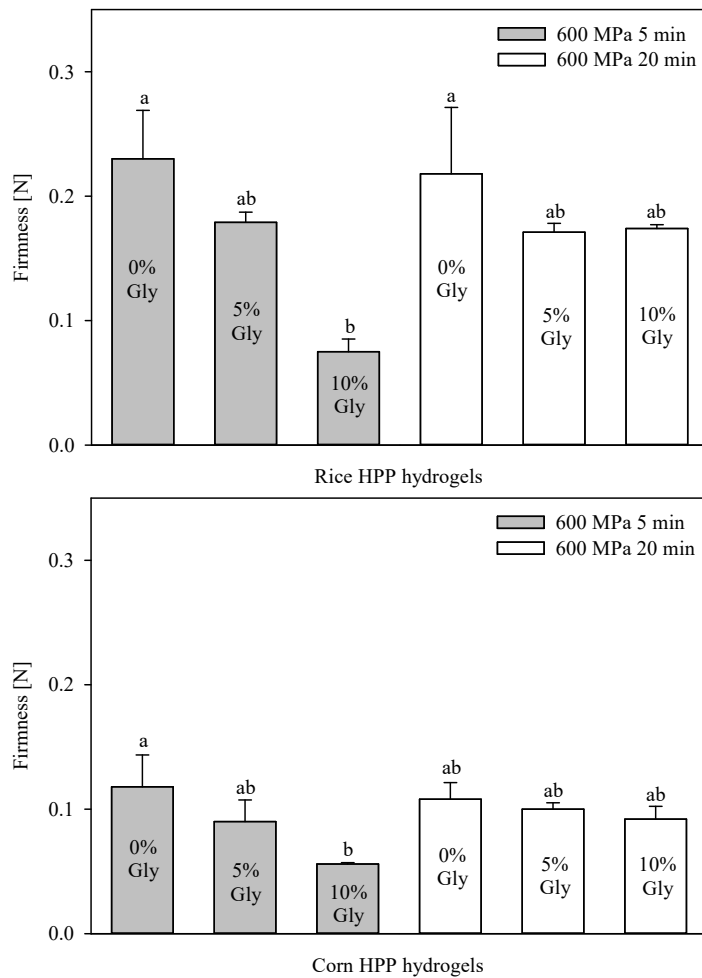 600 MPa 5 min
600 MPa 20 min
0.3
0.2
0.1
0.0
Firmness [N]
a
ab
b
a
ab
ab
0%
Gly
5%
Gly
10%
Gly
0%
Gly
5%
Gly
10%
Gly
Rice HPP hydrogels
600 MPa 5 min
600 MPa 20 min
0.3
0.2
0.1
0.0
Firmness [N]
a
ab
b
ab
ab
ab
0%
Gly
5%
Gly
10%
Gly
0%
Gly
5%
Gly
10%
Gly
Corn HPP hydrogels